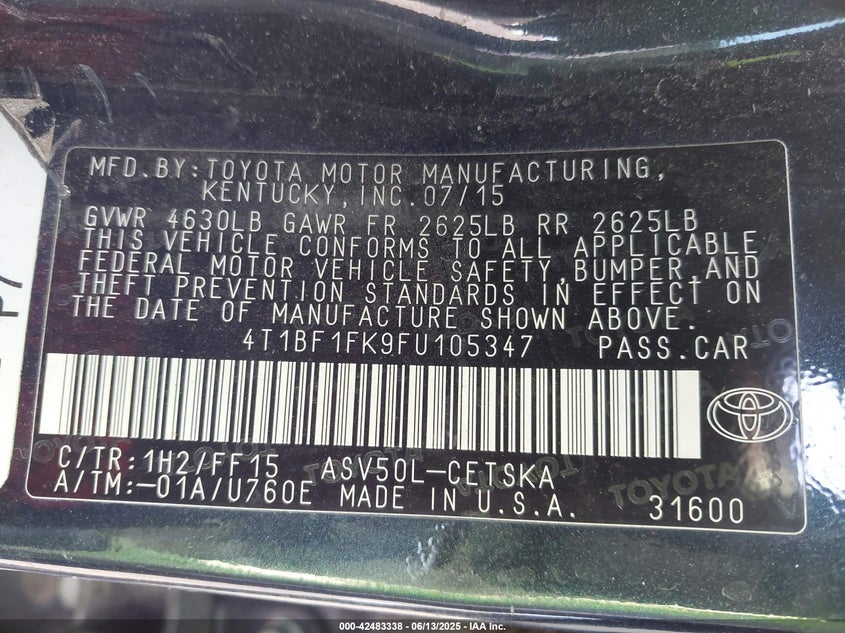 MFD.BY:TOYOTA MOTOR MANUFACTURING,
KENTUCKY,INC.07/15
GVWR 4630LB GAWR FR 2625LB RR 2625LB
THIS VEHICLE CONFORMS TO ALL APPLICABLE
FEDERAL MOTOR VEHICLE SAFETY,BUMPER,AND
THEFT PREVENTION STANDARDS IN EFFECT ON
THE DATE OF MANUFACTURE SHOWN ABOVE.
4T1BF1FK9FU105347 PASS.CAR
C/TR:1H2/FF15 ASV50L-CETSKA
A/TM:-01A/U760E MADE IN U.S.A. 31600
000-42483338 - 06/13/2025 - IAA Inc.